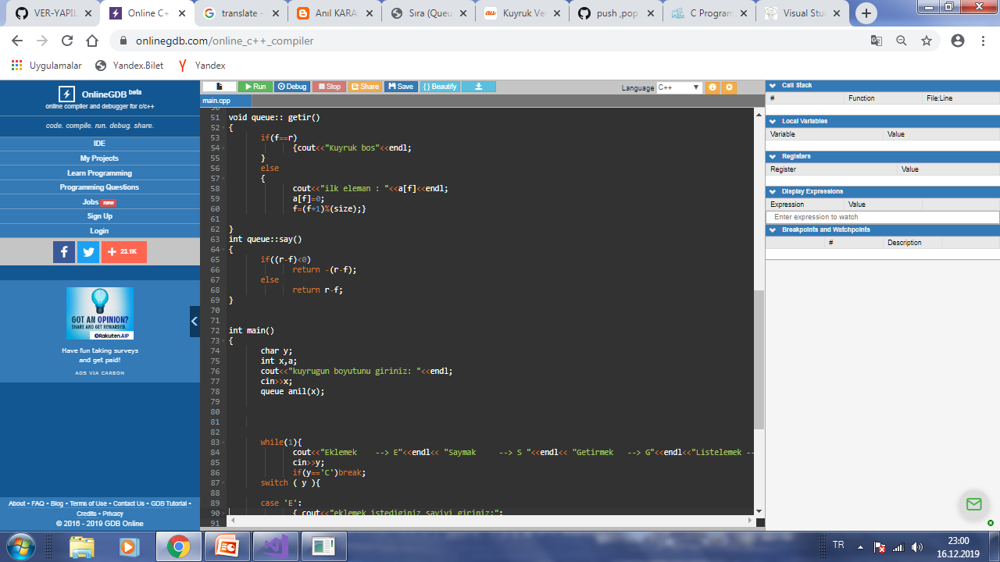 VER-YAPIL
Online C+
translate -
Anıl KARA
Sıra (Queu
Kuyruk Ve
push ,pop
C Program
Visual Stu
onlinegdb.com/online_c++_compiler
Uygulamalar
Yandex.Bilet
Yandex
OnlineGDB beta
online compiler and debugger for c/c++
code. compile. run. debug. share.
IDE
My Projects
Learn Programming
Programming Questions
Jobs new
Sign Up
Login
23.1K
GOT AN OPINION?
SHARE AND GET REWARDED.
Rakuten AIP
Have fun taking surveys
and get paid!
ADS VIA CARBON
About • FAQ • Blog • Terms of Use • Contact Us • GDB Tutorial •
Credits • Privacy
© 2016 - 2019 GDB Online
Run
Debug
Stop
Share
Save
{ } Beautify
Language C++
main.cpp
50
51 void queue:: getir()
52 {
53 if(f==r)
54 {cout<<"Kuyruk bos"<<endl;
55 }
56 else
57 {
58 cout<<"ilk eleman : "<<a[f]<<endl;
59 a[f]=0;
60 f=(f+1)%(size);}
61
62 }
63 int queue::say()
64 {
65 if((r-f)<0)
66 return -(r-f);
67 else
68 return r-f;
69 }
70
71
72 int main()
73 {
74 char y;
75 int x,a;
76 cout<<"kuyrugun boyutunu giriniz: "<<endl;
77 cin>>x;
78 queue anil(x);
79
80
81
82
83 while(1){
84 cout<<"Eklemek --> E"<<endl<< "Saymak --> S "<<endl<< "Getirmek --> G"<<endl<<"Listelemek --
85 cin>>y;
86 if(y=='C')break;
87 switch ( y ){
88
89 case 'E':
90 { cout<<"eklemek istediginiz sayiyi giriniz:";
91
Call Stack
# Function File:Line
Local Variables
Variable Value
Registers
Register Value
Display Expressions
Expression Value
Enter expression to watch
Breakpoints and Watchpoints
# Description
TR
23:00
16.12.2019